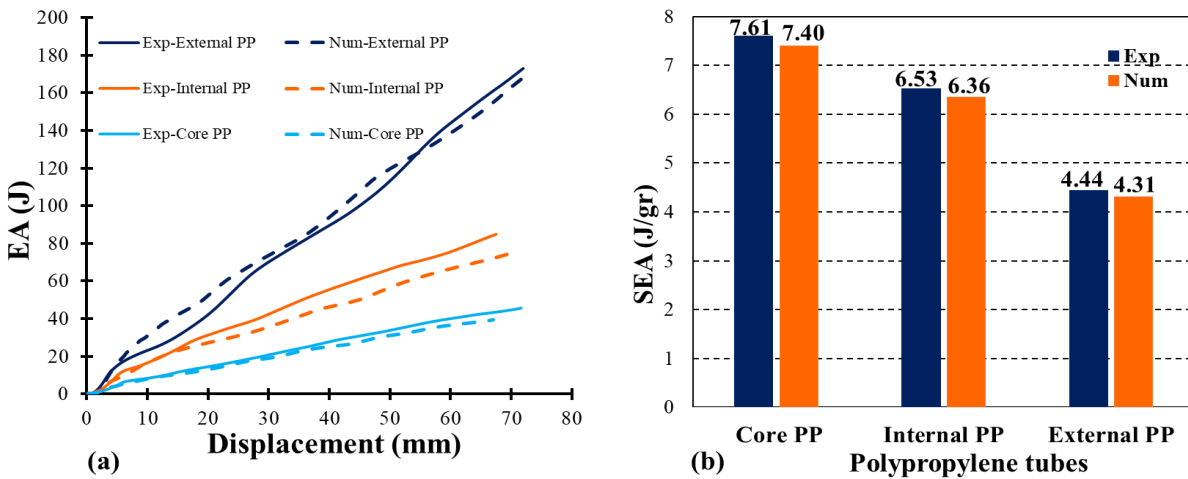 200
180
160
140
120
100
80
60
40
20
0
EA (J)
Exp-External PP
Num-External PP
Exp-Internal PP
Num-Internal PP
Exp-Core PP
Num-Core PP
0 10 20 30 40 50 60 70 80
Displacement (mm)
(a)
8
7
6
5
4
3
2
1
0
SEA (J/gr)
7.61 7.40
6.53 6.36
4.44 4.31
Exp
Num
Core PP Internal PP External PP
Polypropylene tubes
(b)